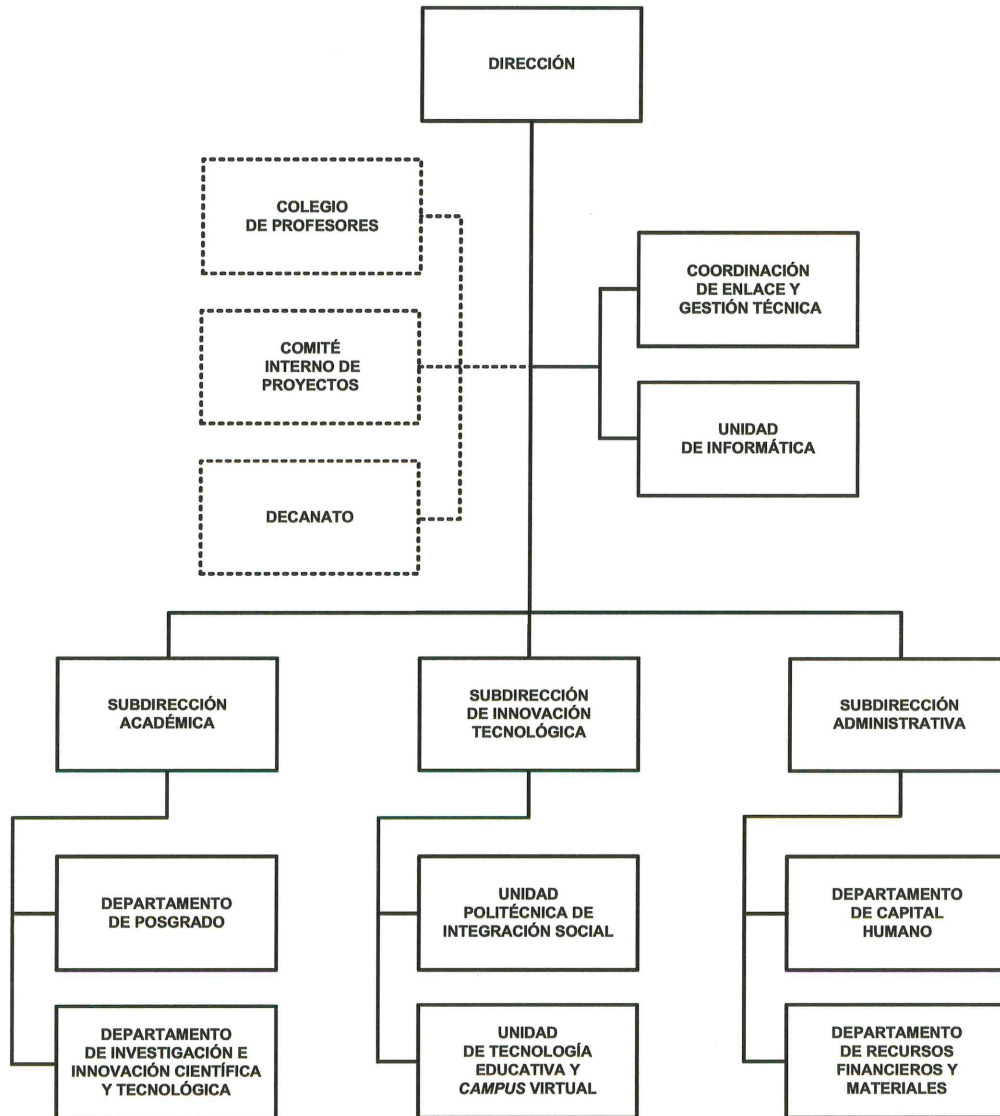 DIRECCIÓN
COLEGIO
DE PROFESORES
COORDINACIÓN
DE ENLACE Y
GESTIÓN TÉCNICA
COMITÉ
INTERNO DE
PROYECTOS
UNIDAD
DE INFORMÁTICA
DECANATO
SUBDIRECCIÓN
ACADÉMICA
SUBDIRECCIÓN
DE INNOVACIÓN
TECNOLÓGICA
SUBDIRECCIÓN
ADMINISTRATIVA
DEPARTAMENTO
DE POSGRADO
UNIDAD
POLITÉCNICA DE
INTEGRACIÓN SOCIAL
DEPARTAMENTO
DE CAPITAL
HUMANO
DEPARTAMENTO
DE INVESTIGACIÓN E
INNOVACIÓN CIENTÍFICA
Y TECNOLÓGICA
UNIDAD
DE TECNOLOGÍA
EDUCATIVA Y
CAMPUS VIRTUAL
DEPARTAMENTO
DE RECURSOS
FINANCIEROS Y
MATERIALES